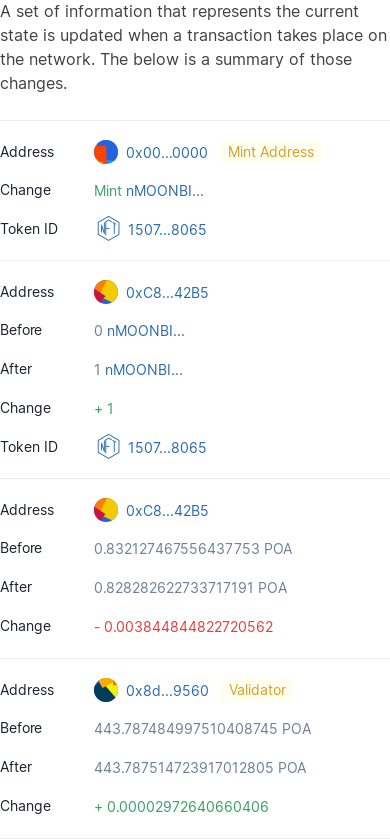 A set of information that represents the current
state is updated when a transaction takes place on
the network. The below is a summary of those
changes.
Address 0x00...0000 Mint Address
Change Mint nMOONBI...
Token ID NFT 1507...8065
Address 0xC8...42B5
Before 0 nMOONBI...
After 1 nMOONBI...
Change + 1
Token ID NFT 1507...8065
Address 0xC8...42B5
Before 0.832127467556437753 POA
After 0.828282622733717191 POA
Change - 0.003844844822720562
Address 0x8d...9560 Validator
Before 443.787484997510408745 POA
After 443.787514723917012805 POA
Change + 0.00002972640660406